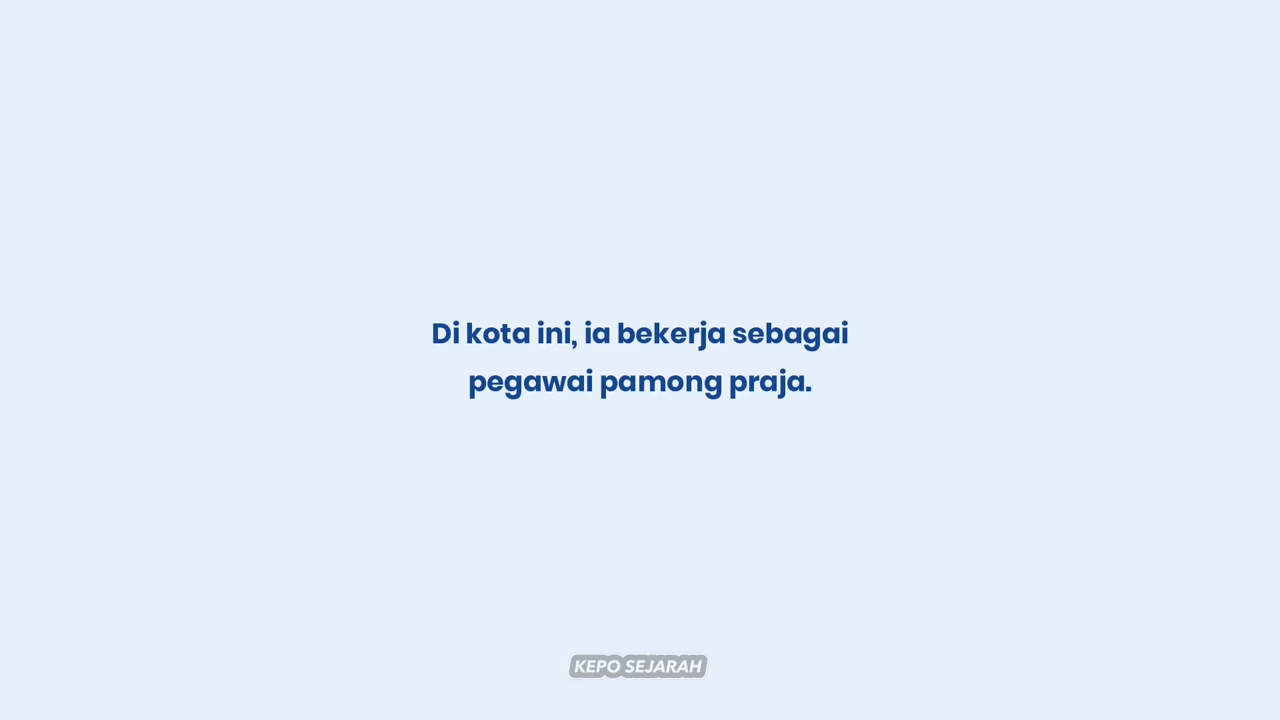 Di kota ini, ia bekerja sebagai
pegawai pamong praja.
KEPO SEJARAH